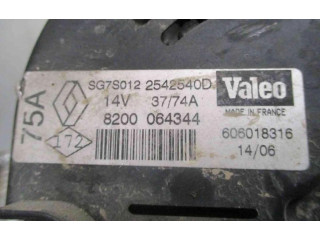 75A
SG7S012 2542540D
14V 37/74A
8200 064344
172
Valeo
MADE IN FRANCE
606018316
14/06